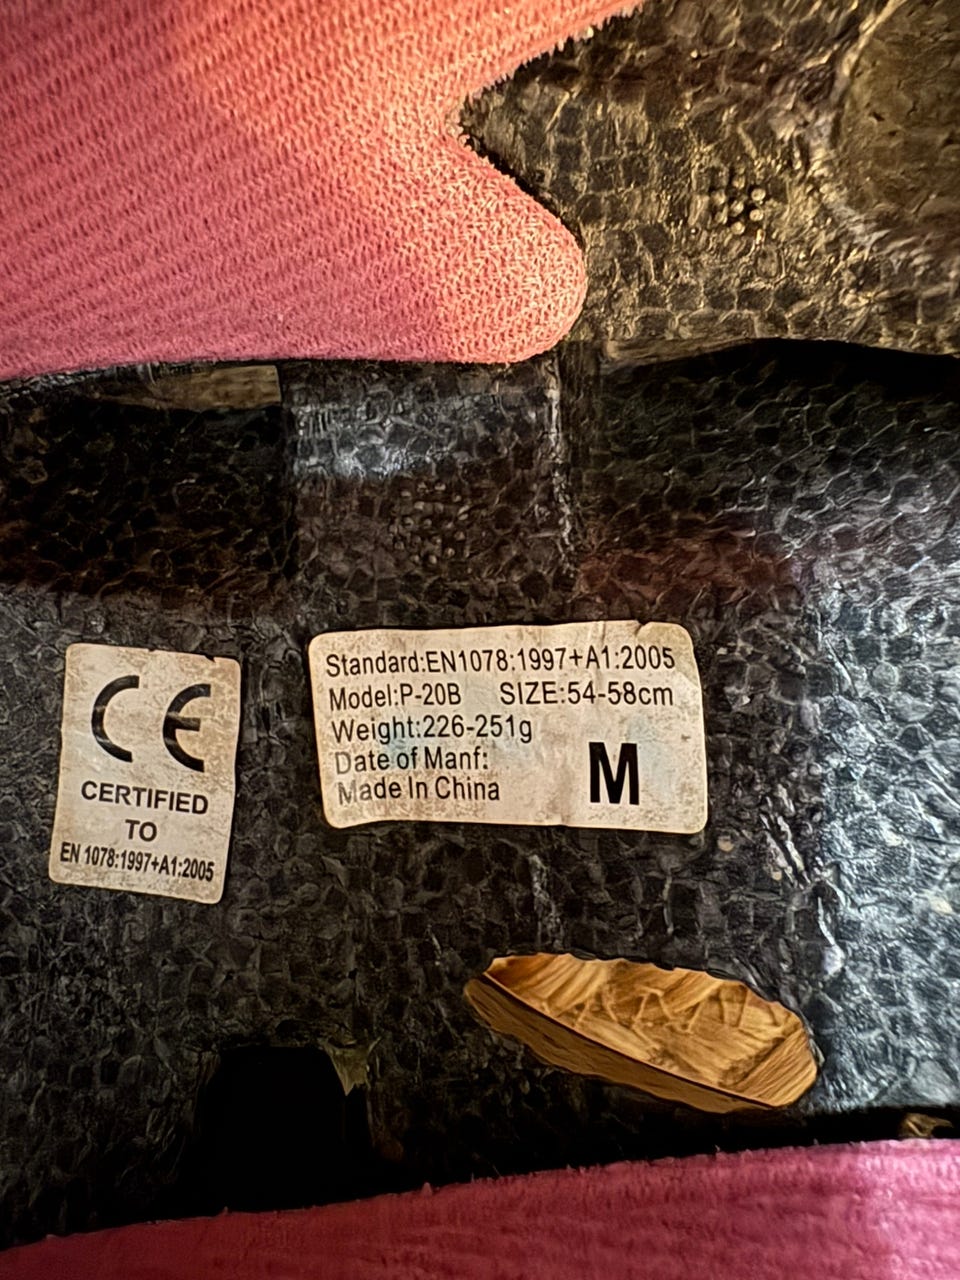 CE
CERTIFIED
TO
EN 1078:1997+A1:2005
Standard:EN1078:1997+A1:2005
Model:P-20B SIZE:54-58cm
Weight:226-251g
Date of Manf:
Made In China
M